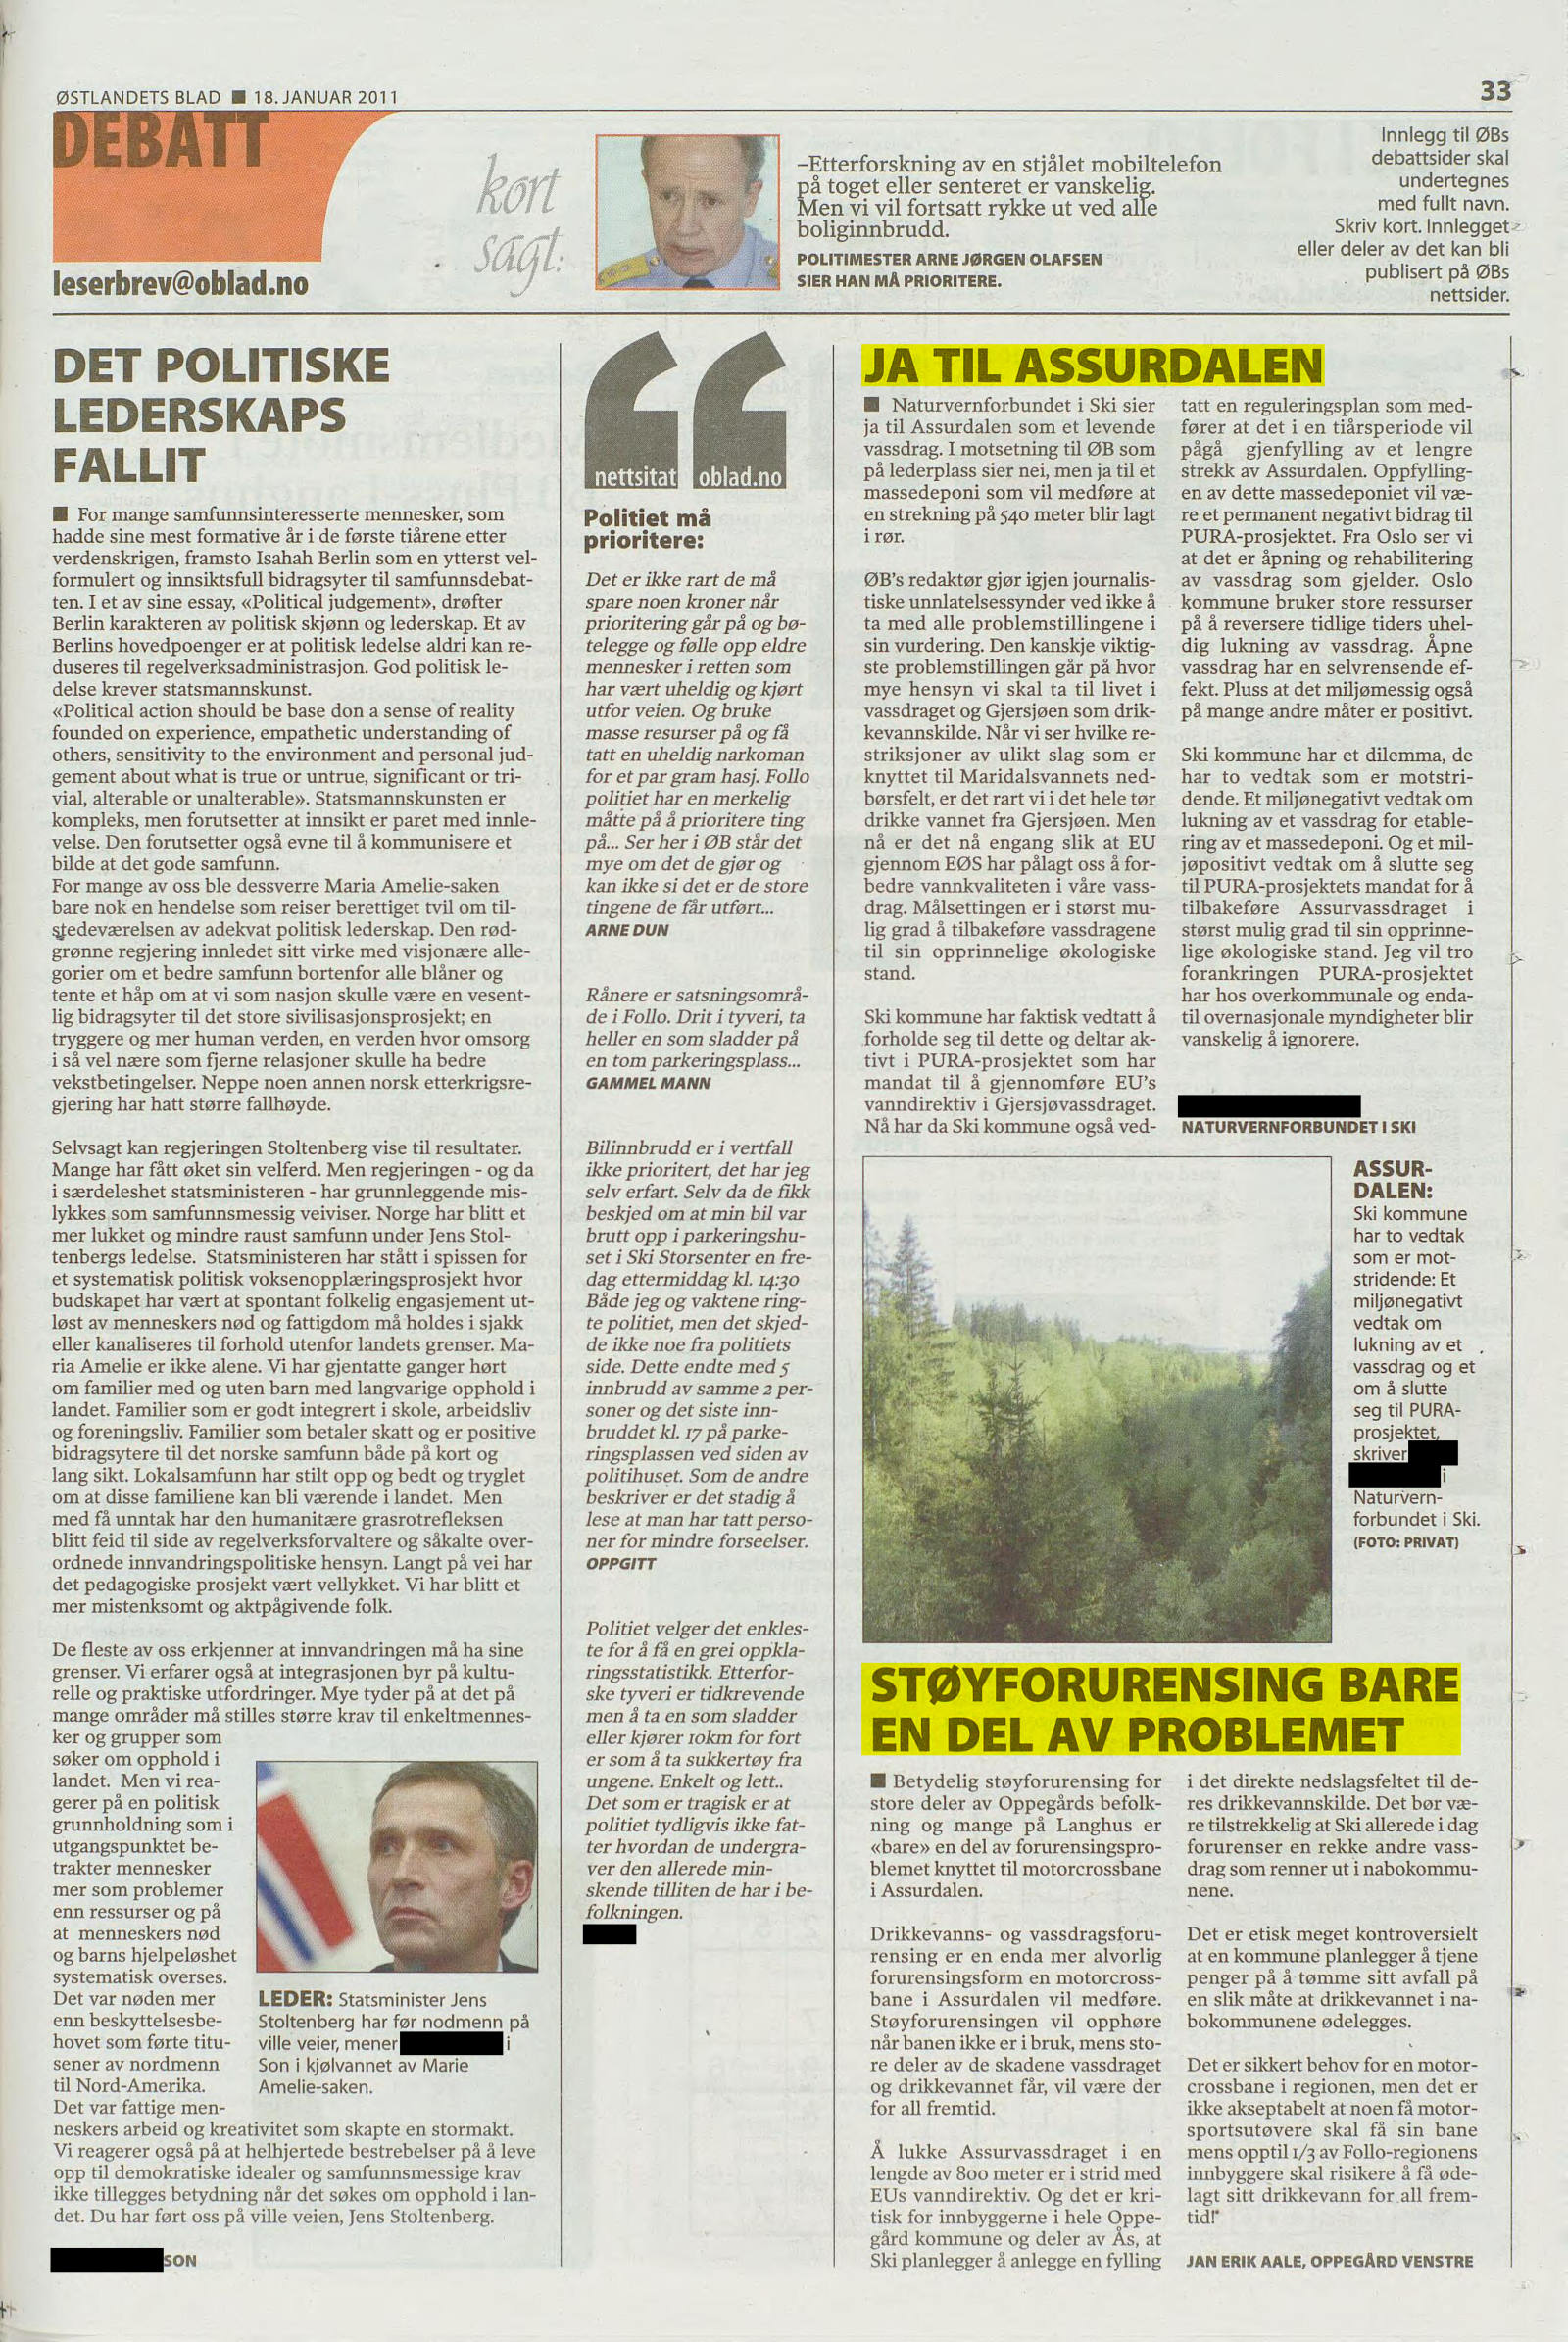 ØSTLANDETS BLAD ■ 18. JANUAR 2011
33
DEBATT
leserbrev@oblad.no
kort
sagt:
–Etterforskning av en stjålet mobiltelefon
på toget eller senteret er vanskelig.
Men vi vil fortsatt rykke ut ved alle
boliginnbrudd.
POLITIMESTER ARNE JØRGEN OLAFSEN
SIER HAN MÅ PRIORITERE.
Innlegg til ØBs
debattsider skal
undertegnes
med fullt navn.
Skriv kort. Innlegget
eller deler av det kan bli
publisert på ØBs
nettsider.
DET POLITISKE
LEDERSKAPS
FALLIT
■ For mange samfunnsinteresserte mennesker, som
hadde sine mest formative år i de første tiårene etter
verdenskrigen, framsto Isahah Berlin som en ytterst vel-
formulert og innsiktsfull bidragsyter til samfunnsdebat-
ten. I et av sine essay, «Political judgement», drøfter
Berlin karakteren av politisk skjønn og lederskap. Et av
Berlins hovedpoenger er at politisk ledelse aldri kan re-
duseres til regelverksadministrasjon. God politisk le-
delse krever statsmannskunst.
«Political action should be base don a sense of reality
founded on experience, empathetic understanding of
others, sensitivity to the environment and personal jud-
gement about what is true or untrue, significant or tri-
vial, alterable or unalterable». Statsmannskunsten er
kompleks, men forutsetter at innsikt er paret med innle-
velse. Den forutsetter også evne til å kommunisere et
bilde at det gode samfunn.
For mange av oss ble dessverre Maria Amelie-saken
bare nok en hendelse som reiser berettiget tvil om til-
stedeværelsen av adekvat politisk lederskap. Den rød-
grønne regjering innledet sitt virke med visjonære alle-
gorier om et bedre samfunn bortenfor alle blåner og
tente et håp om at vi som nasjon skulle være en vesent-
lig bidragsyter til det store sivilisasjonsprosjekt; en
tryggere og mer human verden, en verden hvor omsorg
i så vel nære som fjerne relasjoner skulle ha bedre
vekstbetingelser. Neppe noen annen norsk etterkrigsre-
gjering har hatt større fallhøyde.
Selvsagt kan regjeringen Stoltenberg vise til resultater.
Mange har fått øket sin velferd. Men regjeringen - og da
i særdeleshet statsministeren - har grunnleggende mis-
lykkes som samfunnsmessig veiviser. Norge har blitt et
mer lukket og mindre raust samfunn under Jens Stol-
tenbergs ledelse. Statsministeren har stått i spissen for
et systematisk politisk voksenopplæringsprosjekt hvor
budskapet har vært at spontant folkelig engasjement ut-
løst av menneskers nød og fattigdom må holdes i sjakk
eller kanaliseres til forhold utenfor landets grenser. Ma-
ria Amelie er ikke alene. Vi har gjentatte ganger hørt
om familier med og uten barn med langvarige opphold i
landet. Familier som er godt integrert i skole, arbeidsliv
og foreningsliv. Familier som betaler skatt og er positive
bidragsytere til det norske samfunn både på kort og
lang sikt. Lokalsamfunn har stilt opp og bedt og tryglet
om at disse familiene kan bli værende i landet. Men
med få unntak har den humanitære grasrotrefleksen
blitt feid til side av regelverksforvaltere og såkalte over-
ordnede innvandringspolitiske hensyn. Langt på vei har
det pedagogiske prosjekt vært vellykket. Vi har blitt et
mer mistenksomt og aktpågivende folk.
De fleste av oss erkjenner at innvandringen må ha sine
grenser. Vi erfarer også at integrasjonen byr på kultu-
relle og praktiske utfordringer. Mye tyder på at det på
mange områder må stilles større krav til enkeltmennes-
ker og grupper som
søker om opphold i
landet. Men vi rea-
gerer på en politisk
grunnholdning som i
utgangspunktet be-
trakter mennesker
mer som problemer
enn ressurser og på
at menneskers nød
og barns hjelpeløshet
systematisk overses.
Det var nøden mer
enn beskyttelsesbe-
hovet som førte titu-
sener av nordmenn
til Nord-Amerika.
Det var fattige men-
neskers arbeid og kreativitet som skapte en stormakt.
Vi reagerer også på at helhjertede bestrebelser på å leve
opp til demokratiske idealer og samfunnsmessige krav
ikke tillegges betydning når det søkes om opphold i lan-
det. Du har ført oss på ville veien, Jens Stoltenberg.
SON
LEDER: Statsminister Jens
Stoltenberg har før nodmenn på
ville veier, mener i
Son i kjølvannet av Marie
Amelie-saken.
nettsitat oblad.no
Politiet må
prioritere:
Det er ikke rart de må
spare noen kroner når
prioritering går på og bø-
telegge og følle opp eldre
mennesker i retten som
har vært uheldig og kjørt
utfor veien. Og bruke
masse resurser på og få
tatt en uheldig narkoman
for et par gram hasj. Follo
politiet har en merkelig
måtte på å prioritere ting
på... Ser her i ØB står det
mye om det de gjør og
kan ikke si det er de store
tingene de får utført...
ARNE DUN
Rånere er satsningsområ-
de i Follo. Drit i tyveri, ta
heller en som sladder på
en tom parkeringsplass...
GAMMEL MANN
Bilinnbrudd er i vertfall
ikke prioritert, det har jeg
selv erfart. Selv da de fikk
beskjed om at min bil var
brutt opp i parkeringshu-
set i Ski Storsenter en fre-
dag ettermiddag kl. 14:30
Både jeg og vaktene ring-
te politiet, men det skjed-
de ikke noe fra politiets
side. Dette endte med 5
innbrudd av samme 2 per-
soner og det siste inn-
bruddet kl. 17 på parke-
ringsplassen ved siden av
politihuset. Som de andre
beskriver er det stadig å
lese at man har tatt perso-
ner for mindre forseelser.
OPPGITT
Politiet velger det enkles-
te for å få en grei oppkla-
ringsstatistikk. Etterfor-
ske tyveri er tidkrevende
men å ta en som sladder
eller kjører 10km for fort
er som å ta sukkertøy fra
ungene. Enkelt og lett..
Det som er tragisk er at
politiet tydligvis ikke fat-
ter hvordan de undergra-
ver den allerede min-
skende tilliten de har i be-
folkningen.
JA TIL ASSURDALEN
■ Naturvernforbundet i Ski sier
ja til Assurdalen som et levende
vassdrag. I motsetning til ØB som
på lederplass sier nei, men ja til et
massedeponi som vil medføre at
en strekning på 540 meter blir lagt
i rør.
ØB's redaktør gjør igjen journalis-
tiske unnlatelsessynder ved ikke å
ta med alle problemstillingene i
sin vurdering. Den kanskje viktig-
ste problemstillingen går på hvor
mye hensyn vi skal ta til livet i
vassdraget og Gjersjøen som drik-
kevannskilde. Når vi ser hvilke re-
striksjoner av ulikt slag som er
knyttet til Maridalsvannets ned-
børsfelt, er det rart vi i det hele tør
drikke vannet fra Gjersjøen. Men
nå er det nå engang slik at EU
gjennom EØS har pålagt oss å for-
bedre vannkvaliteten i våre vass-
drag. Målsettingen er i størst mu-
lig grad å tilbakeføre vassdragene
til sin opprinnelige økologiske
stand.
Ski kommune har faktisk vedtatt å
forholde seg til dette og deltar ak-
tivt i PURA-prosjektet som har
mandat til å gjennomføre EU's
vanndirektiv i Gjersjøvassdraget.
Nå har da Ski kommune også ved-
tatt en reguleringsplan som med-
fører at det i en tiårsperiode vil
pågå gjenfylling av et lengre
strekk av Assurdalen. Oppfylling-
en av dette massedeponiet vil væ-
re et permanent negativt bidrag til
PURA-prosjektet. Fra Oslo ser vi
at det er åpning og rehabilitering
av vassdrag som gjelder. Oslo
kommune bruker store ressurser
på å reversere tidlige tiders uhel-
dig lukning av vassdrag. Åpne
vassdrag har en selvrensende ef-
fekt. Pluss at det miljømessig også
på mange andre måter er positivt.
Ski kommune har et dilemma, de
har to vedtak som er motstri-
dende. Et miljønegativt vedtak om
lukning av et vassdrag for etable-
ring av et massedeponi. Og et mil-
jøpositivt vedtak om å slutte seg
til PURA-prosjektets mandat for å
tilbakeføre Assurvassdraget i
størst mulig grad til sin opprinne-
lige økologiske stand. Jeg vil tro
forankringen PURA-prosjektet
har hos overkommunale og enda-
til overnasjonale myndigheter blir
vanskelig å ignorere.
NATURVERNFORBUNDET I SKI
ASSUR-
DALEN:
Ski kommune
har to vedtak
som er mot-
stridende: Et
miljønegativt
vedtak om
lukning av et
vassdrag og et
om å slutte
seg til PURA-
prosjektet,
skriver
i
Naturvern-
forbundet i Ski.
(FOTO: PRIVAT)
STØYFORURENSING BARE
EN DEL AV PROBLEMET
■ Betydelig støyforurensing for
store deler av Oppegårds befolk-
ning og mange på Langhus er
«bare» en del av forurensingspro-
blemet knyttet til motorcrossbane
i Assurdalen.
Drikkevanns- og vassdragsforu-
rensing er en enda mer alvorlig
forurensingsform en motorcross-
bane i Assurdalen vil medføre.
Støyforurensingen vil opphøre
når banen ikke er i bruk, mens sto-
re deler av de skadene vassdraget
og drikkevannet får, vil være der
for all fremtid.
Å lukke Assurvassdraget i en
lengde av 800 meter er i strid med
EUs vanndirektiv. Og det er kri-
tisk for innbyggerne i hele Oppe-
gård kommune og deler av Ås, at
Ski planlegger å anlegge en fylling
i det direkte nedslagsfeltet til de-
res drikkevannskilde. Det bør væ-
re tilstrekkelig at Ski allerede i dag
forurenser en rekke andre vass-
drag som renner ut i nabokommu-
nene.
Det er etisk meget kontroversielt
at en kommune planlegger å tjene
penger på å tømme sitt avfall på
en slik måte at drikkevannet i na-
bokommunene ødelegges.
Det er sikkert behov for en motor-
crossbane i regionen, men det er
ikke akseptabelt at noen få motor-
sportsutøvere skal få sin bane
mens opptil 1/3 av Follo-regionens
innbyggere skal risikere å få øde-
lagt sitt drikkevann for all frem-
tid!
JAN ERIK AALE, OPPEGÅRD VENSTRE